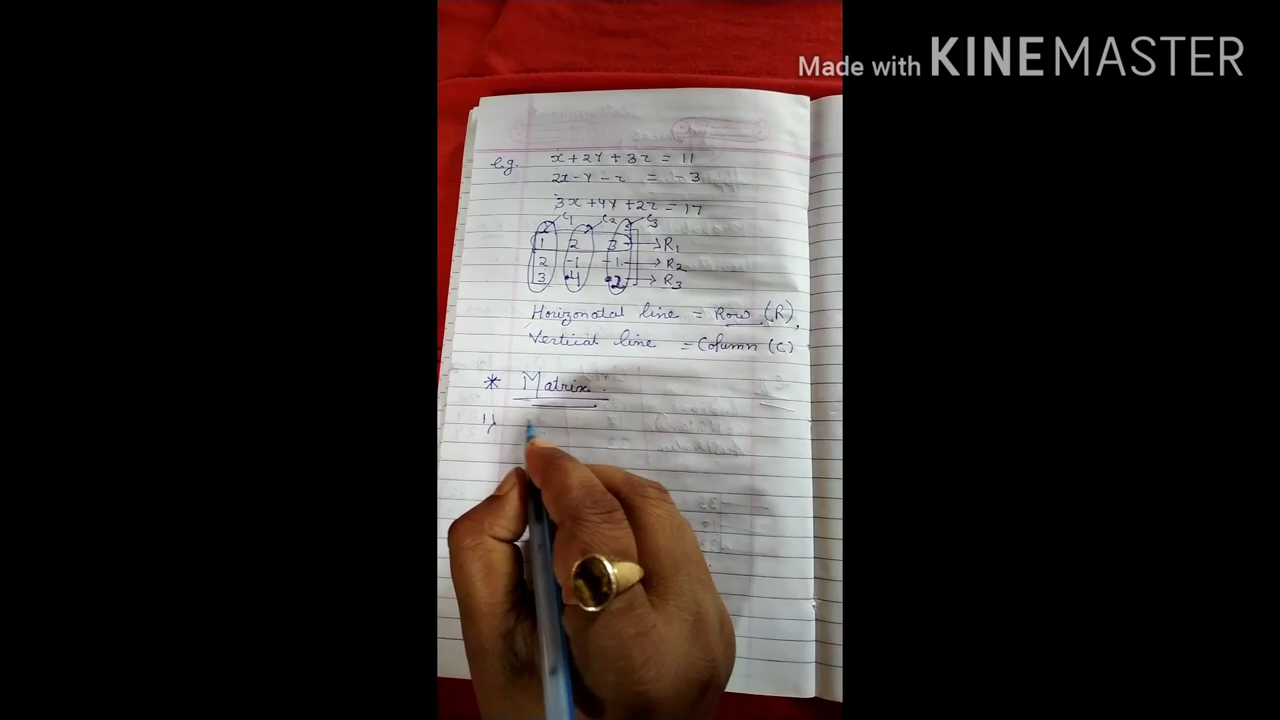 Made with KINEMASTER
e.g. x + 2y + 3z = 11
2x - y - z = -3
3x + 4y + 2z = 17
C1 C2 C3
1 2 3 → R1
2 -1 -1 → R2
3 4 2 → R3
Horizonatal line = Row (R),
Vertical line = Column (C)
* Matrix :
1)